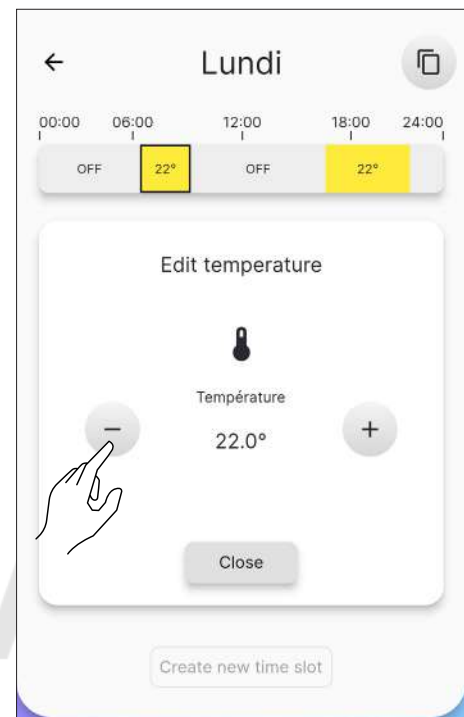 Lundi
00:00 06:00 12:00 18:00 24:00
OFF 22° OFF 22°
Edit temperature
Température
22.0°
Close
Create new time slot